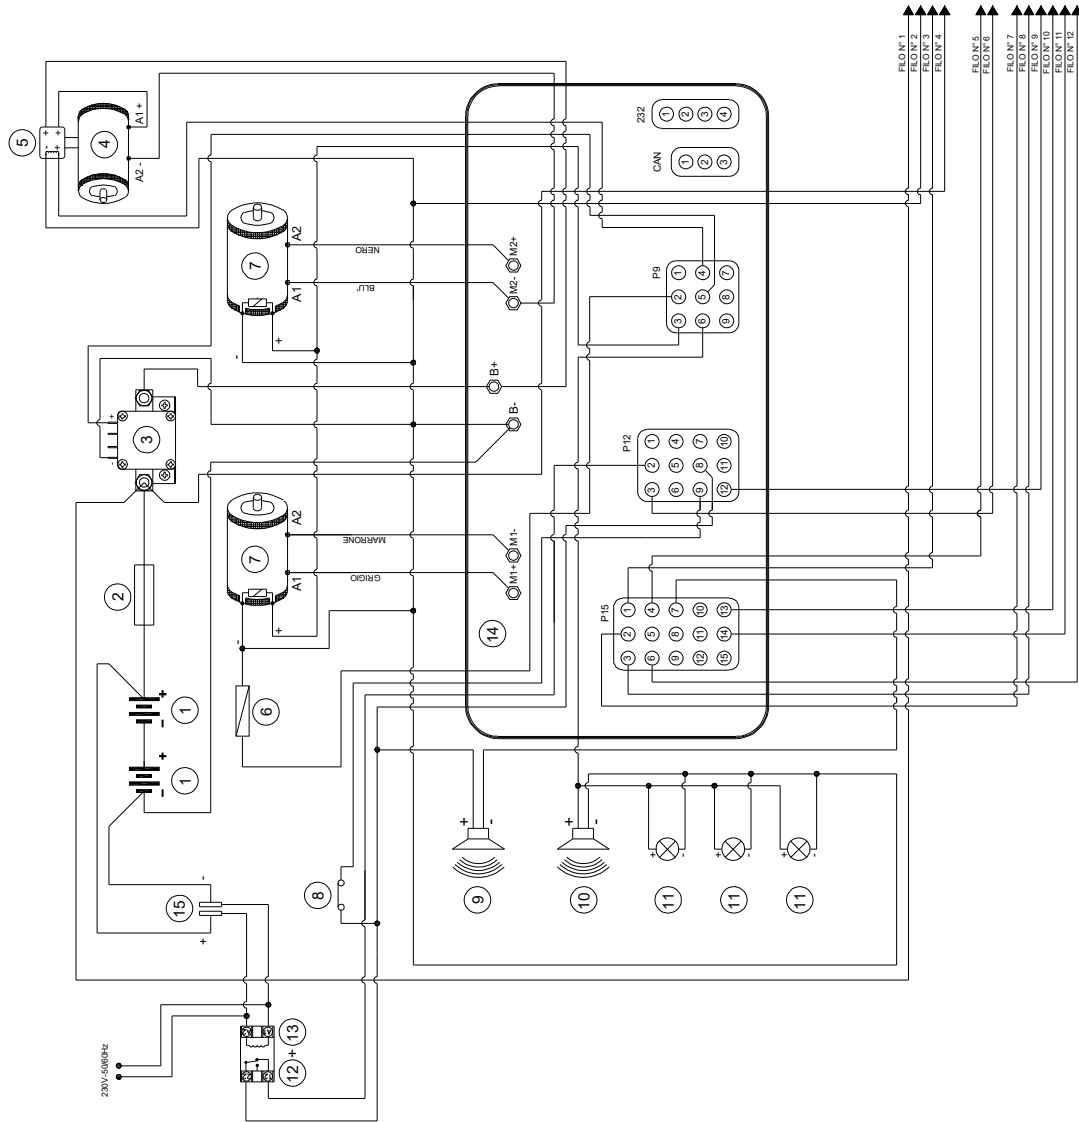 FILO N° 1
FILO N° 2
FILO N° 3
FILO N° 4
FILO N° 5
FILO N° 6
FILO N° 7
FILO N° 8
FILO N° 9
FILO N° 10
FILO N° 11
FILO N° 12
5
+ +
- +
4
A1 +
A2 -
232
1 2 3 4
CAN
1 2 3
7
A1
A2
BLU'
NERO
- +
M2-
M2+
P9
1 4 7
2 5 8
3 6 9
3
- +
B+
B-
P12
1 4 7 10
2 5 8 11
3 6 9 12
7
A1
A2
GRIGIO
MARRONE
- +
M1+
M1-
2
14
P15
1 4 7 10 13
2 5 8 11 14
3 6 9 12 15
1
+ -
1
+ -
6
15
- +
8
9
+ -
10
+ -
11
+ -
11
+ -
11
+ -
230V-50/60Hz
12 + 13